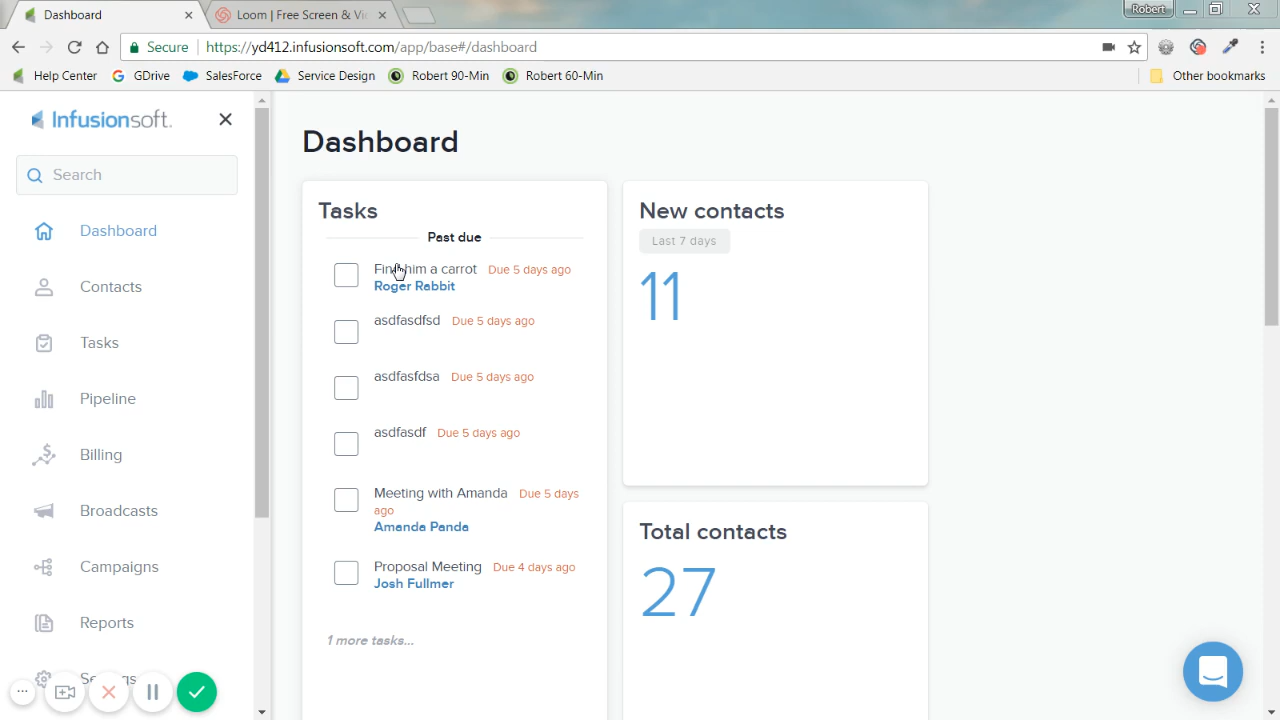 Dashboard
Loom | Free Screen & Vi
Robert
Secure
https://yd412.infusionsoft.com/app/base#/dashboard
Help Center
GDrive
SalesForce
Service Design
Robert 90-Min
Robert 60-Min
Other bookmarks
Infusionsoft.
Search
Dashboard
Contacts
Tasks
Pipeline
Billing
Broadcasts
Campaigns
Reports
Dashboard
Tasks
Past due
Find him a carrot Due 5 days ago
Roger Rabbit
asdfasdfsd Due 5 days ago
asdfasfdsa Due 5 days ago
asdfasdf Due 5 days ago
Meeting with Amanda Due 5 days
ago
Amanda Panda
Proposal Meeting Due 4 days ago
Josh Fullmer
1 more tasks...
New contacts
Last 7 days
11
Total contacts
27